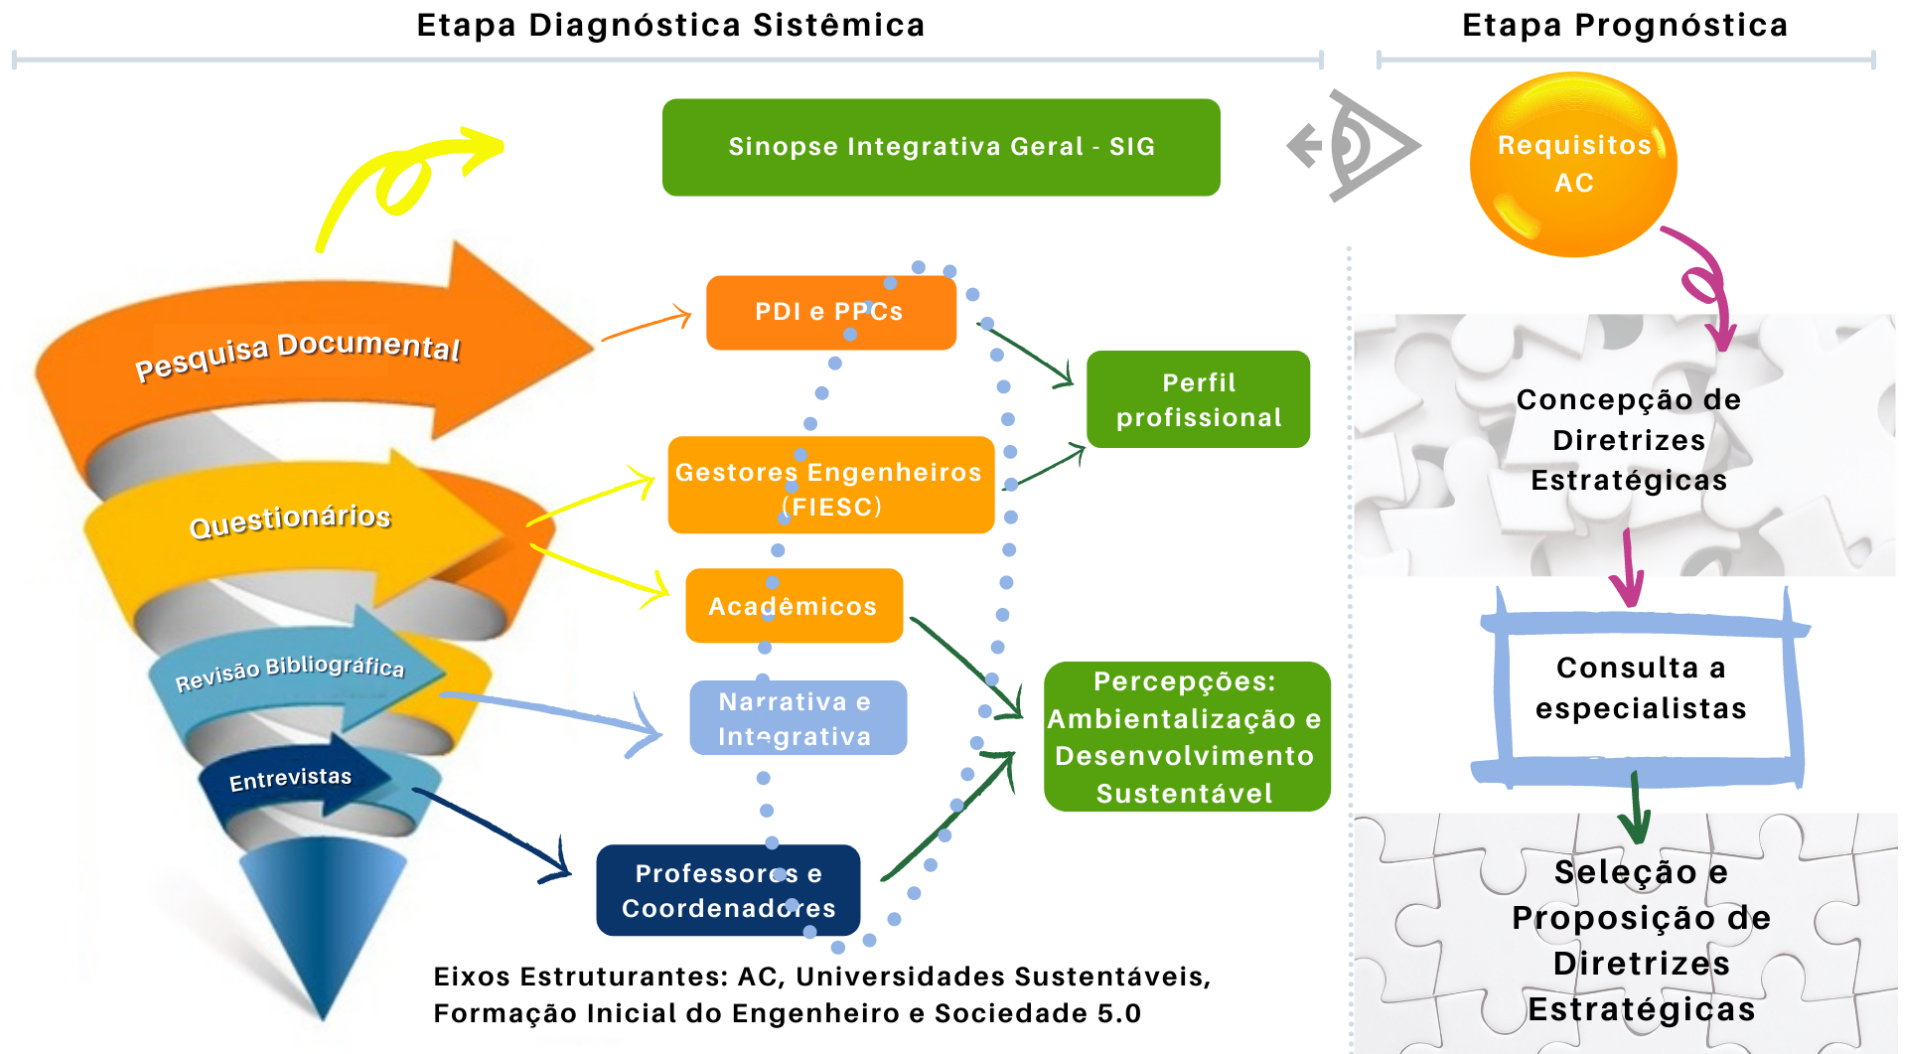 Etapa Diagnóstica Sistêmica
Etapa Prognóstica
Sinopse Integrativa Geral - SIG
Requisitos
AC
Pesquisa Documental
PDI e PPCs
Perfil
profissional
Questionários
Gestores Engenheiros
(FIESC)
Acadêmicos
Revisão Bibliográfica
Narrativa e
Integrativa
Percepções:
Ambientalização e
Desenvolvimento
Sustentável
Entrevistas
Professores e
Coordenadores
Eixos Estruturantes: AC, Universidades Sustentáveis,
Formação Inicial do Engenheiro e Sociedade 5.0
Concepção de
Diretrizes
Estratégicas
Consulta a
especialistas
Seleção e
Proposição de
Diretrizes
Estratégicas